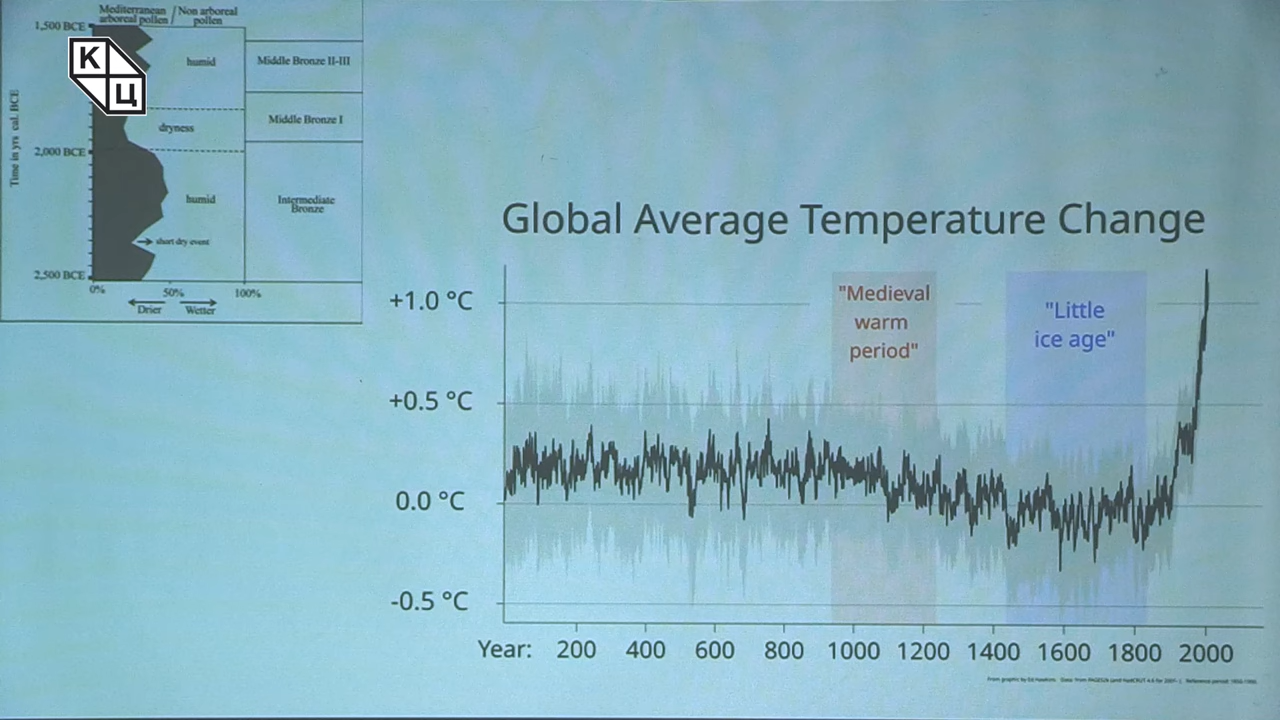 Mediterranean / Non arboreal
arboreal pollen / pollen
1,500 BCE
К
Ц
humid
Middle Bronze II-III
dryness
Middle Bronze I
Time in yrs cal. BCE
2,000 BCE
humid
Intermediate
Bronze
short dry event
2,500 BCE
0% 50% 100%
Drier Wetter
Global Average Temperature Change
+1.0 °C
"Medieval
warm
period"
"Little
ice age"
+0.5 °C
0.0 °C
-0.5 °C
Year: 200 400 600 800 1000 1200 1400 1600 1800 2000